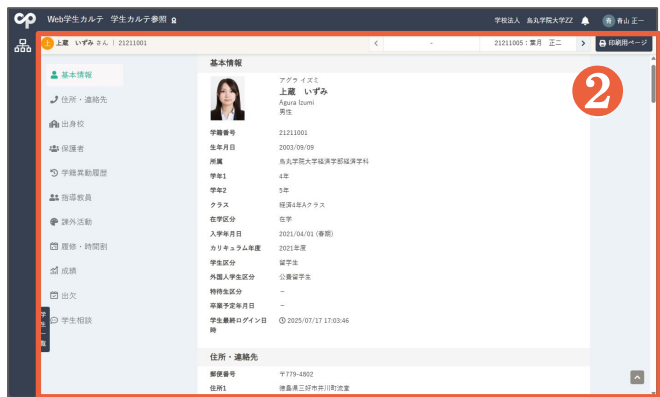 cp Web学生カルテ 学生カルテ参照
学校法人 烏丸学院大学ZZ 青 青山 正一
上 上蔵 いずみ さん | 21211001
< - 21211005：葉月 正二 > 印刷用ページ
2
基本情報
住所・連絡先
出身校
保護者
学籍異動履歴
指導教員
課外活動
履修・時間割
成績
出欠
学生相談
学生一覧
基本情報
アグラ イズミ
上蔵 いずみ
Agura Izumi
男性
学籍番号 21211001
生年月日 2003/09/09
所属 烏丸学院大学経済学部経済学科
学年1 4年
学年2 5年
クラス 経済4年Aクラス
在学区分 在学
入学年月日 2021/04/01 (春期)
カリキュラム年度 2021年度
学生区分 留学生
外国人学生区分 公費留学生
特待生区分 －
卒業予定年月日 －
学生最終ログイン日時 2025/07/17 17:03:46
住所・連絡先
郵便番号 〒779-4802
住所1 徳島県三好市井川町流堂